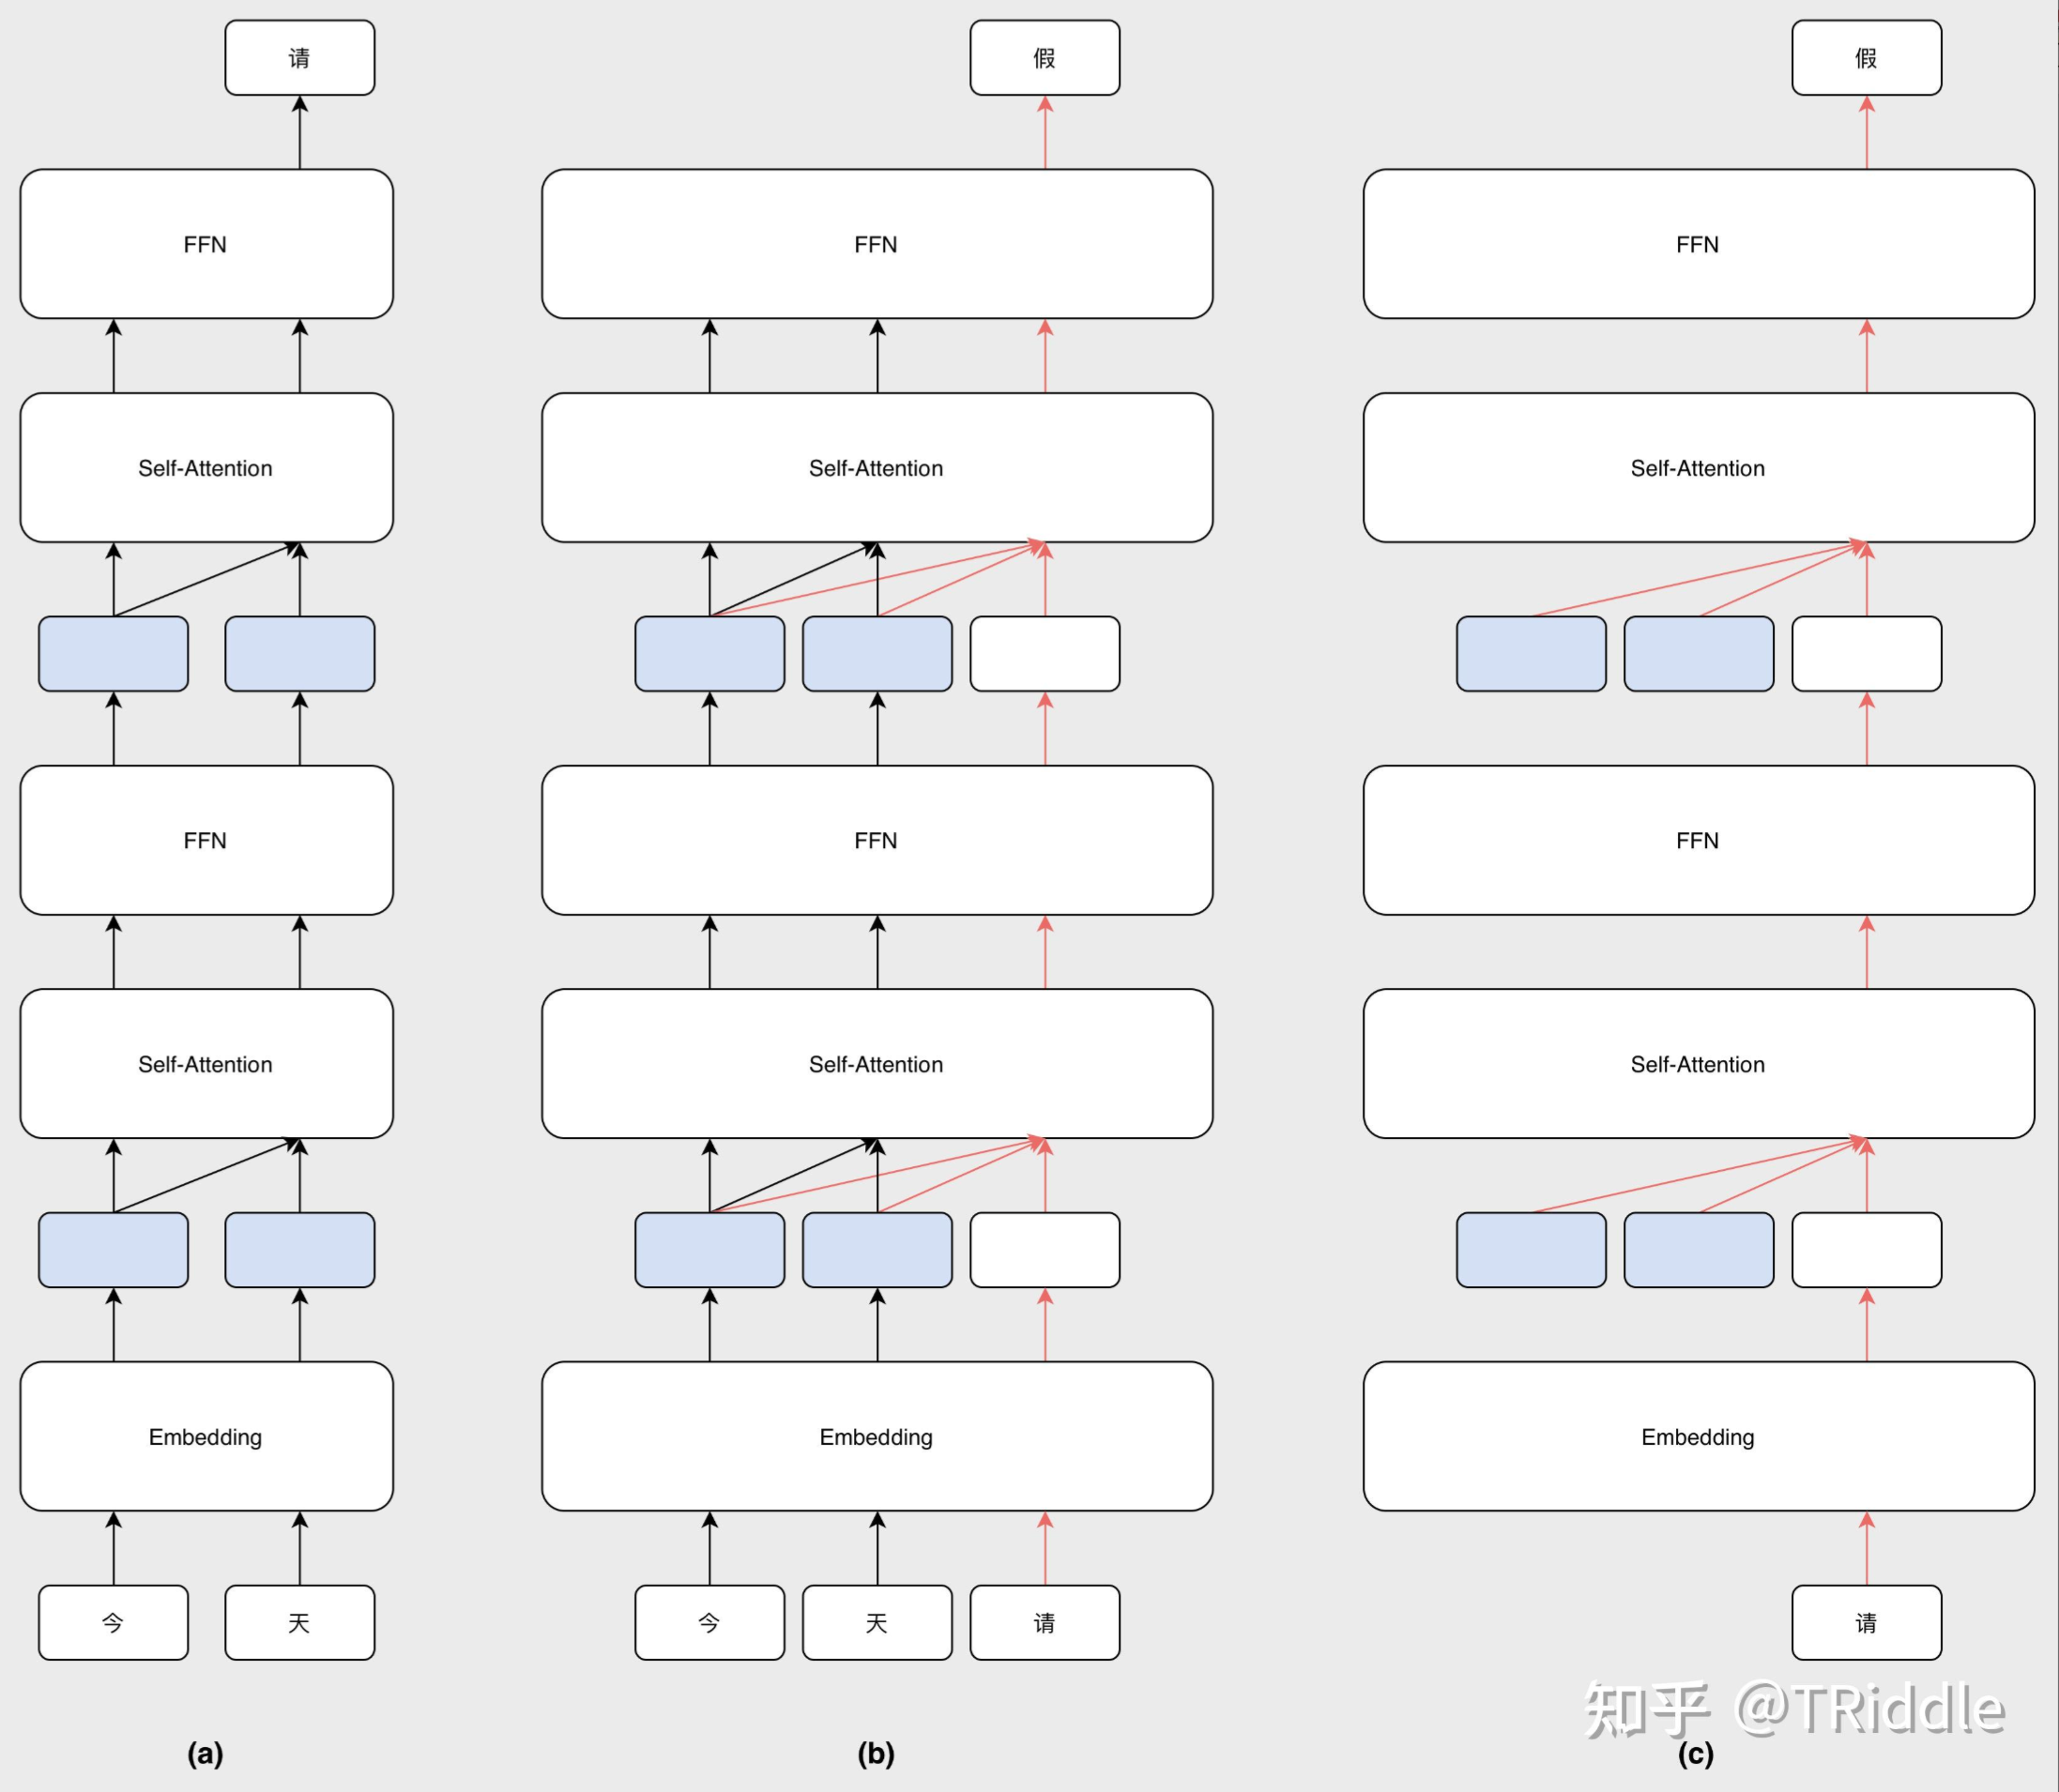 请
FFN
Self-Attention
FFN
Self-Attention
Embedding
今 天
(a)
假
FFN
Self-Attention
FFN
Self-Attention
Embedding
今 天 请
(b)
假
FFN
Self-Attention
FFN
Self-Attention
Embedding
请
知乎 @TRiddle
(c)